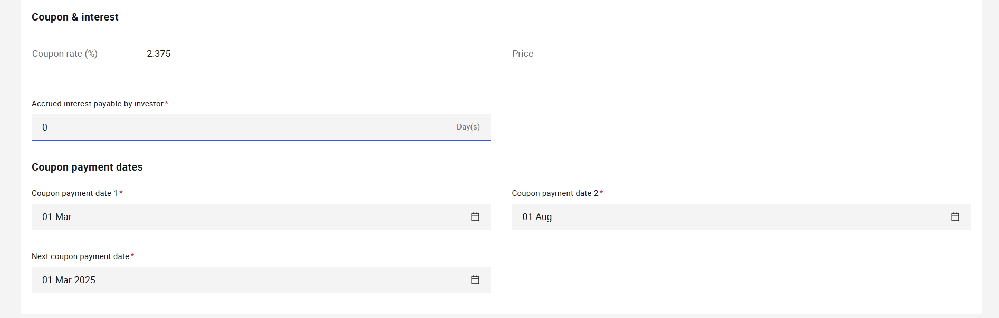 Coupon & interest
Coupon rate (%) 2.375 Price -
Accrued interest payable by investor*
0 Day(s)
Coupon payment dates
Coupon payment date 1* Coupon payment date 2*
01 Mar 01 Aug
Next coupon payment date*
01 Mar 2025